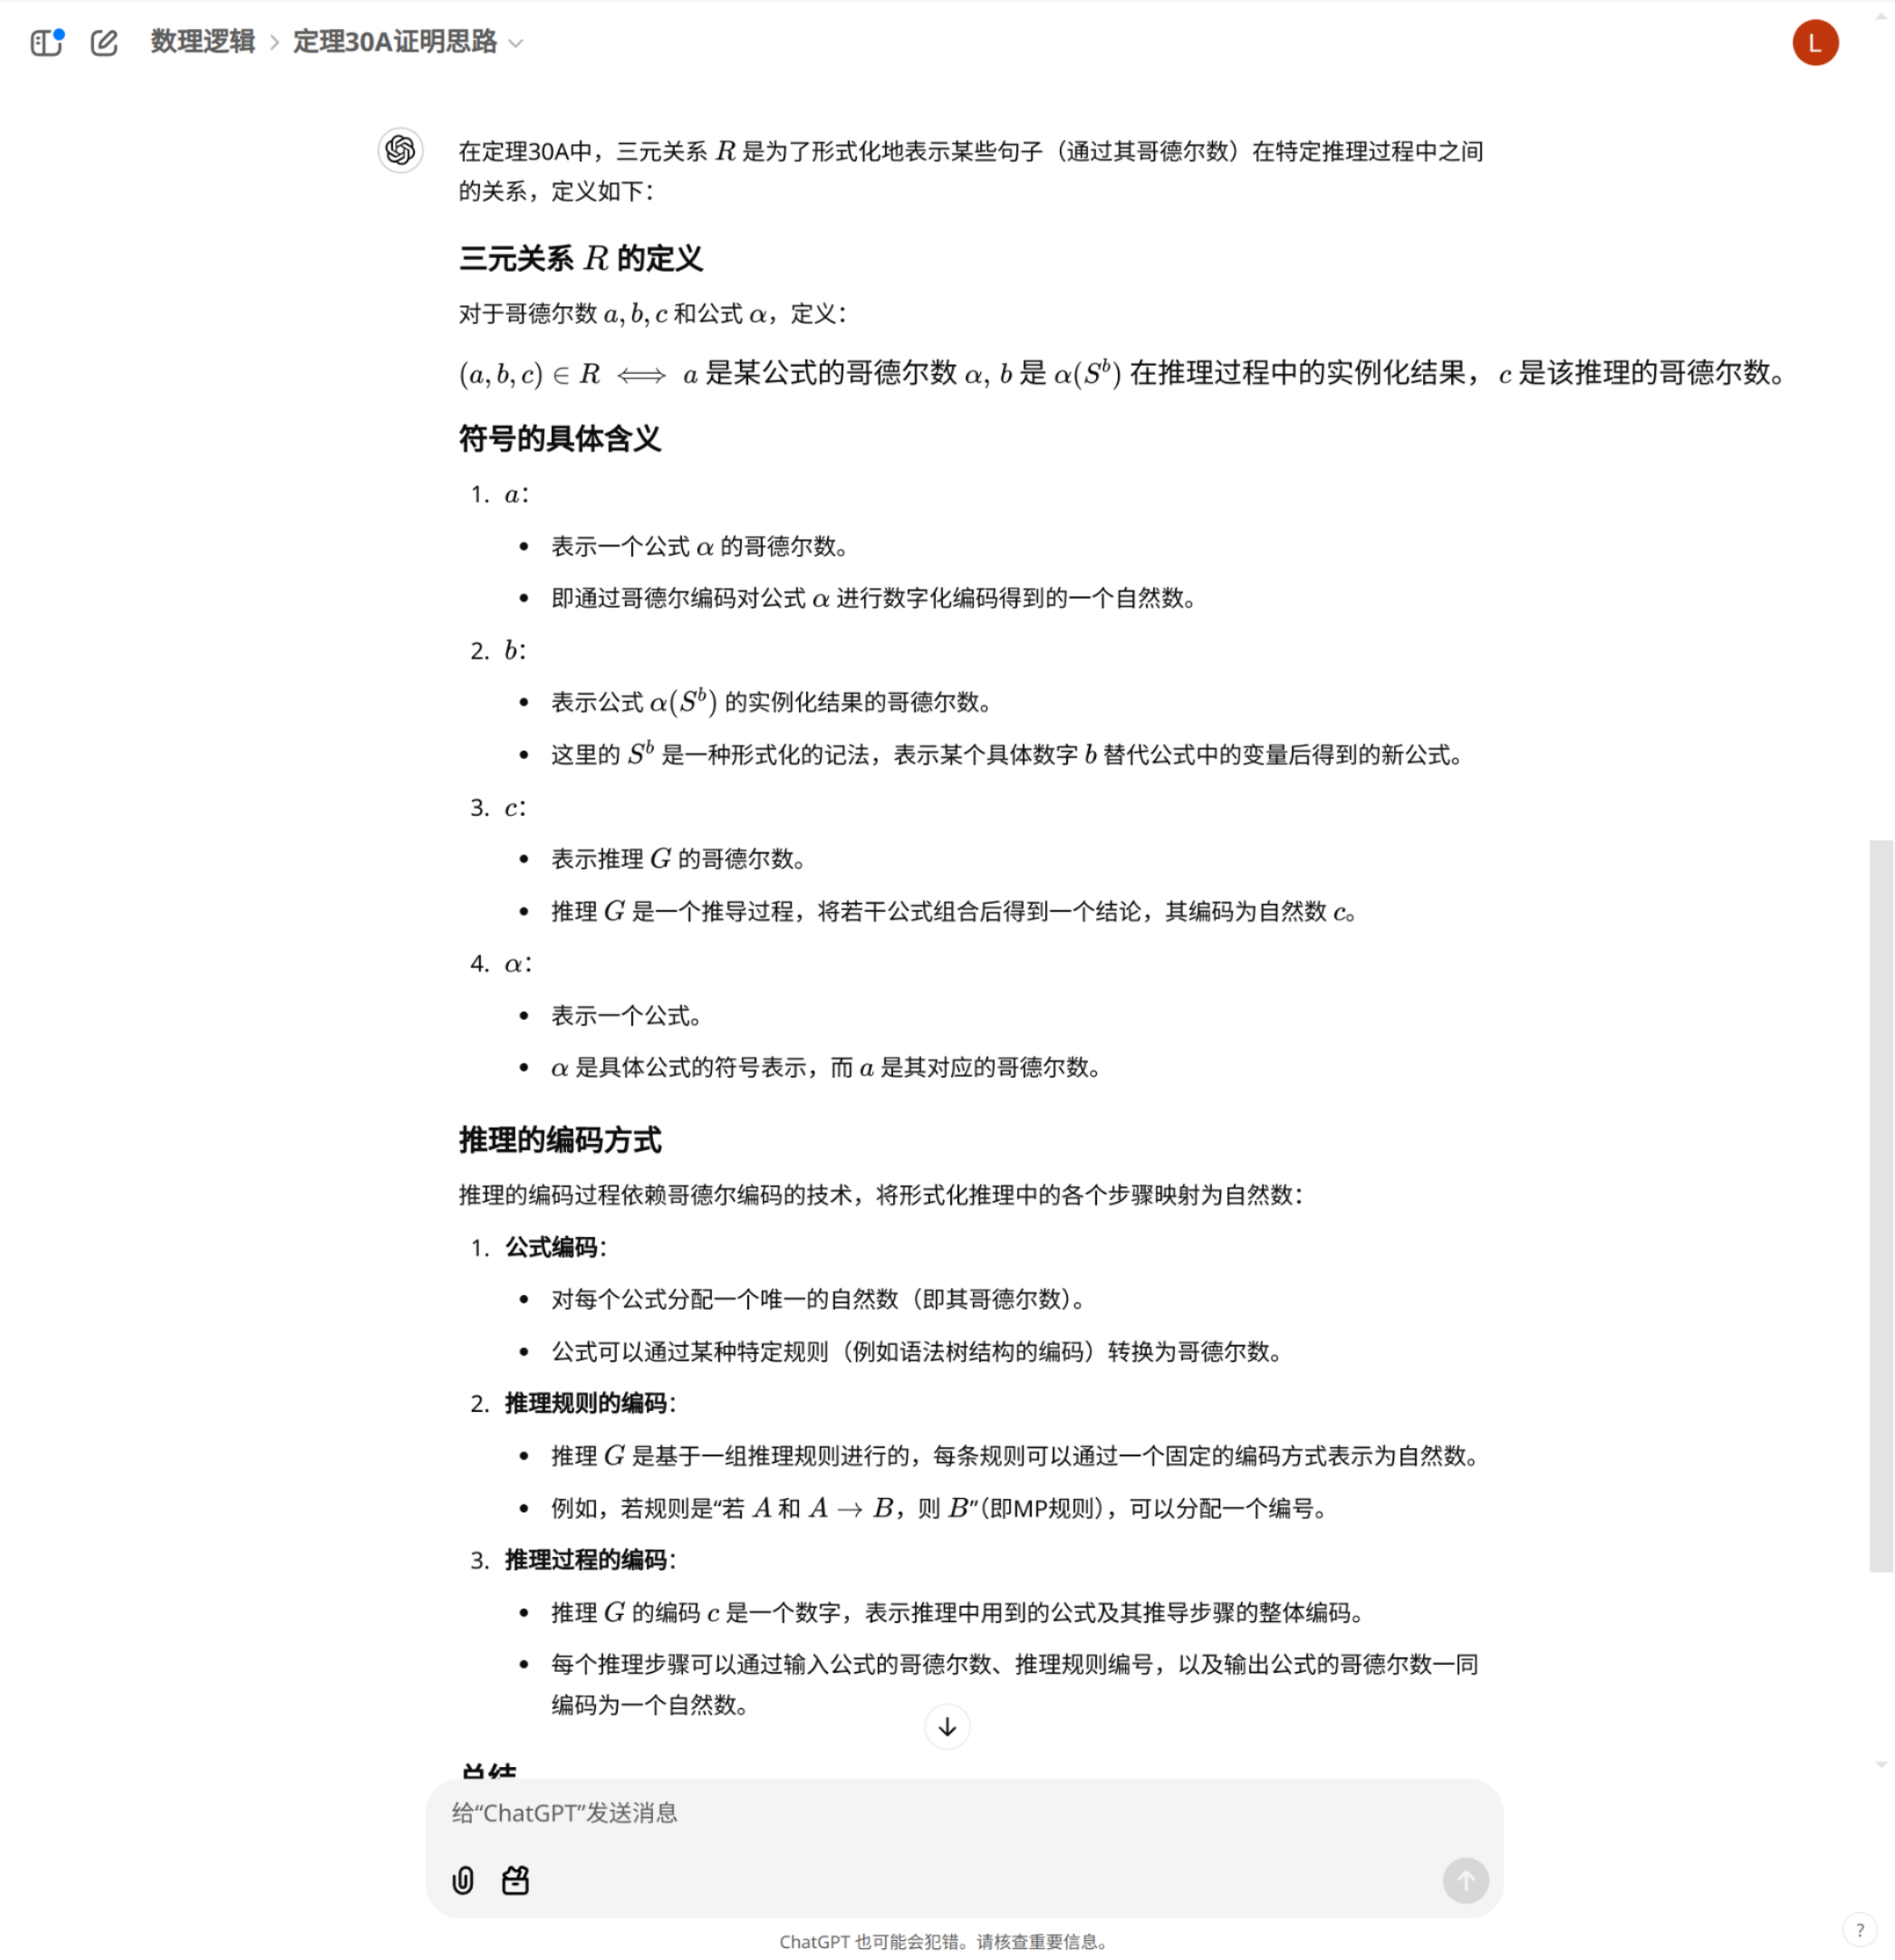 数理逻辑 > 定理30A证明思路
L
在定理30A中，三元关系 R 是为了形式化地表示某些句子（通过其哥德尔数）在特定推理过程中之间
的关系，定义如下：
三元关系 R 的定义
对于哥德尔数 a, b, c 和公式 α，定义：
(a, b, c) ∈ R ⟺ a 是某公式的哥德尔数 α, b 是 α(S^b) 在推理过程中的实例化结果，c 是该推理的哥德尔数。
符号的具体含义
1. a：
• 表示一个公式 α 的哥德尔数。
• 即通过哥德尔编码对公式 α 进行数字化编码得到的一个自然数。
2. b：
• 表示公式 α(S^b) 的实例化结果的哥德尔数。
• 这里的 S^b 是一种形式化的记法，表示某个具体数字 b 替代公式中的变量后得到的新公式。
3. c：
• 表示推理 G 的哥德尔数。
• 推理 G 是一个推导过程，将若干公式组合后得到一个结论，其编码为自然数 c。
4. α：
• 表示一个公式。
• α 是具体公式的符号表示，而 a 是其对应的哥德尔数。
推理的编码方式
推理的编码过程依赖哥德尔编码的技术，将形式化推理中的各个步骤映射为自然数：
1. 公式编码：
• 对每个公式分配一个唯一的自然数（即其哥德尔数）。
• 公式可以通过某种特定规则（例如语法树结构的编码）转换为哥德尔数。
2. 推理规则的编码：
• 推理 G 是基于一组推理规则进行的，每条规则可以通过一个固定的编码方式表示为自然数。
• 例如，若规则是“若 A 和 A → B，则 B”（即MP规则），可以分配一个编号。
3. 推理过程的编码：
• 推理 G 的编码 c 是一个数字，表示推理中用到的公式及其推导步骤的整体编码。
• 每个推理步骤可以通过输入公式的哥德尔数、推理规则编号，以及输出公式的哥德尔数一同
编码为一个自然数。
总结
给“ChatGPT”发送消息
ChatGPT 也可能会犯错。请核查重要信息。
?